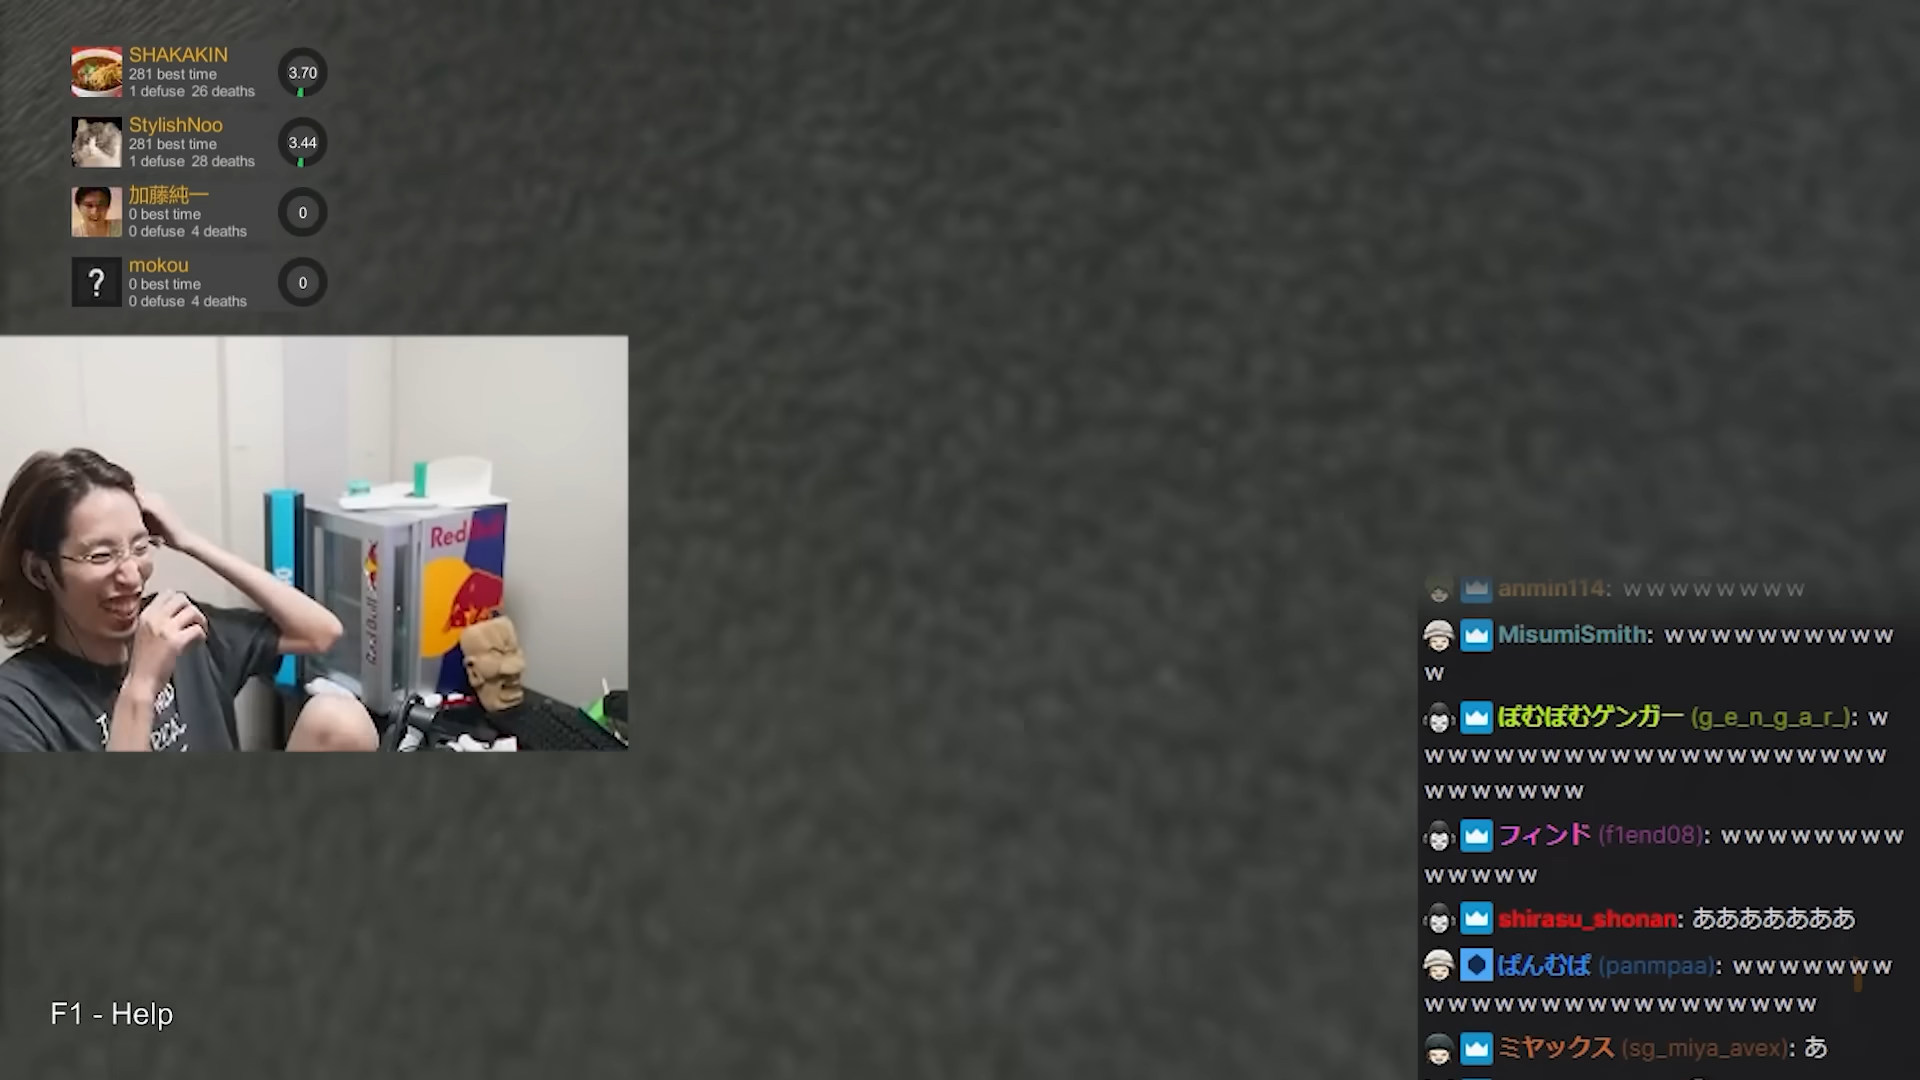 SHAKAKIN
281 best time
1 defuse 26 deaths
3.70
StylishNoo
281 best time
1 defuse 28 deaths
3.44
加藤純一
0 best time
0 defuse 4 deaths
0
?
mokou
0 best time
0 defuse 4 deaths
0
Red Bull
Red Bull
F1 - Help
anmin114: ｗｗｗｗｗｗｗｗ
MisumiSmith: ｗｗｗｗｗｗｗｗｗｗ
ｗ
ぽむぽむゲンガー (g_e_n_g_a_r_): ｗ
ｗｗｗｗｗｗｗｗｗｗｗｗｗｗｗｗｗｗｗｗ
ｗｗｗｗｗｗｗ
フィンド (f1end08): ｗｗｗｗｗｗｗｗ
ｗｗｗｗｗ
shirasu_shonan: あああああああ
ぱんむぱ (panmpaa): ｗｗｗｗｗｗｗ
ｗｗｗｗｗｗｗｗｗｗｗｗｗｗｗｗｗ
ミヤックス (sg_miya_avex): あ